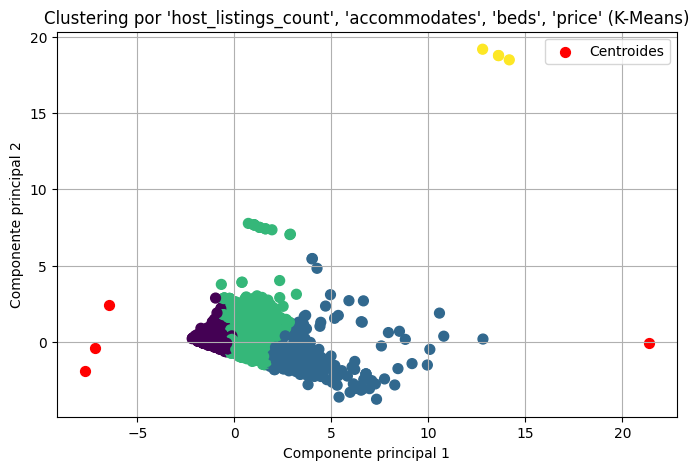 Clustering por 'host_listings_count', 'accommodates', 'beds', 'price' (K-Means)
Centroides
20
15
10
5
0
Componente principal 2
−5
0
5
10
15
20
Componente principal 1